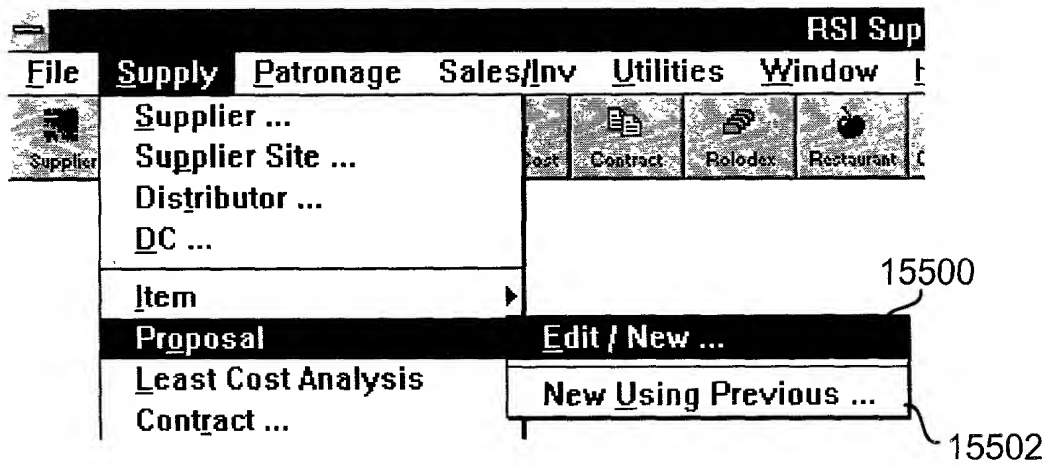 RSI Sup
File Supply Patronage Sales/Inv Utilities Window
Supplier Cost Contract Rolodex Restaurant
Supplier ...
Supplier Site ...
Distributor ...
DC ...
Item
Proposal
Least Cost Analysis
Contract ...
15500
Edit / New ...
New Using Previous ...
15502